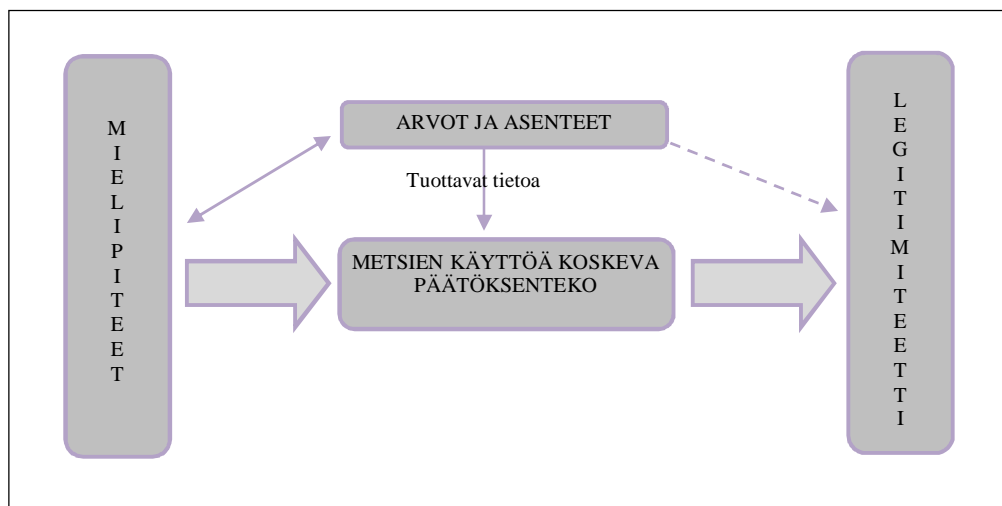 MIELIPITEET
ARVOT JA ASENTEET
Tuottavat tietoa
METSIEN KÄYTTÖÄ KOSKEVA
PÄÄTÖKSENTEKO
LEGITIMITEETTI